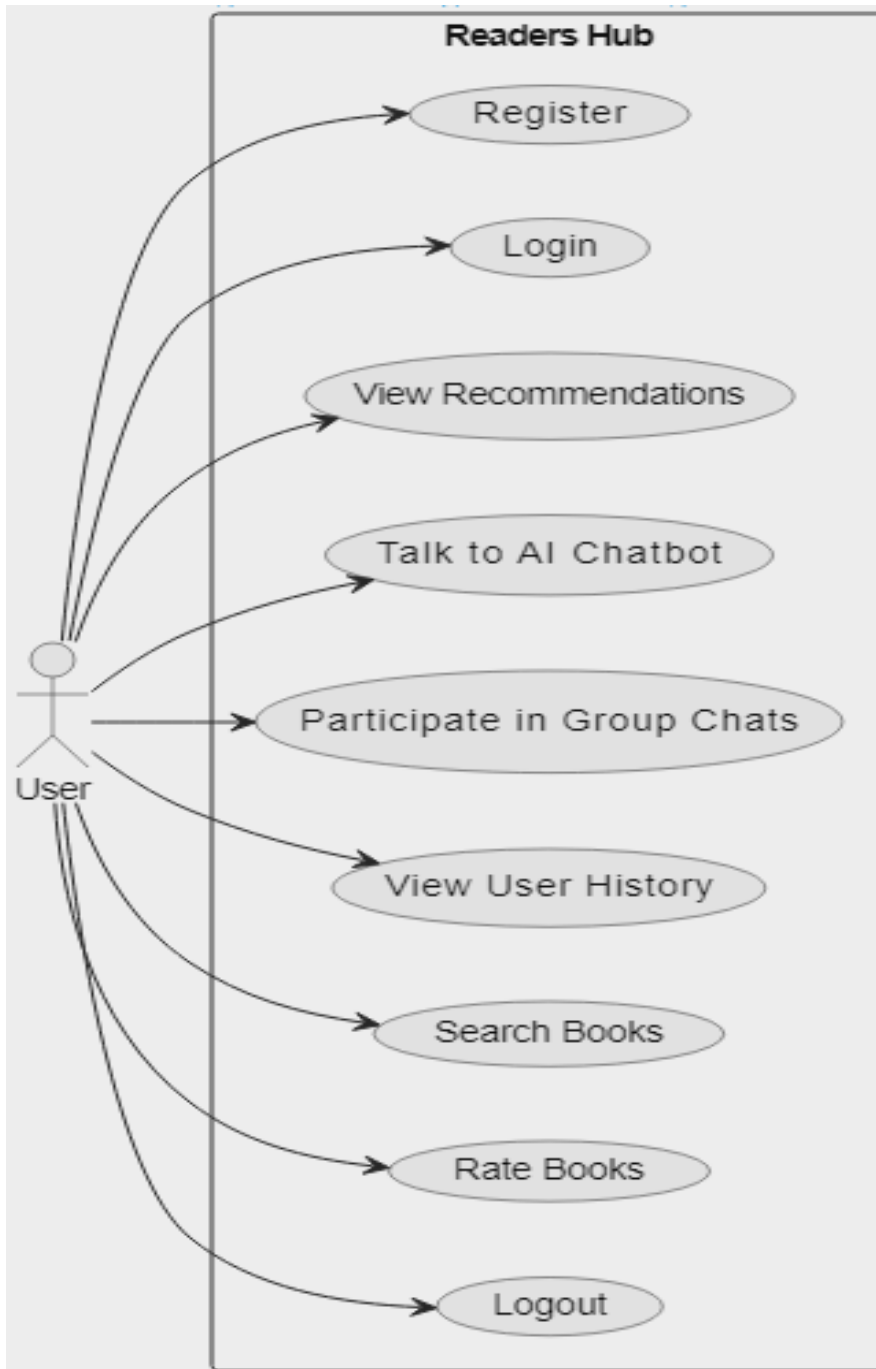 Readers Hub
Register
Login
View Recommendations
Talk to AI Chatbot
Participate in Group Chats
User
View User History
Search Books
Rate Books
Logout